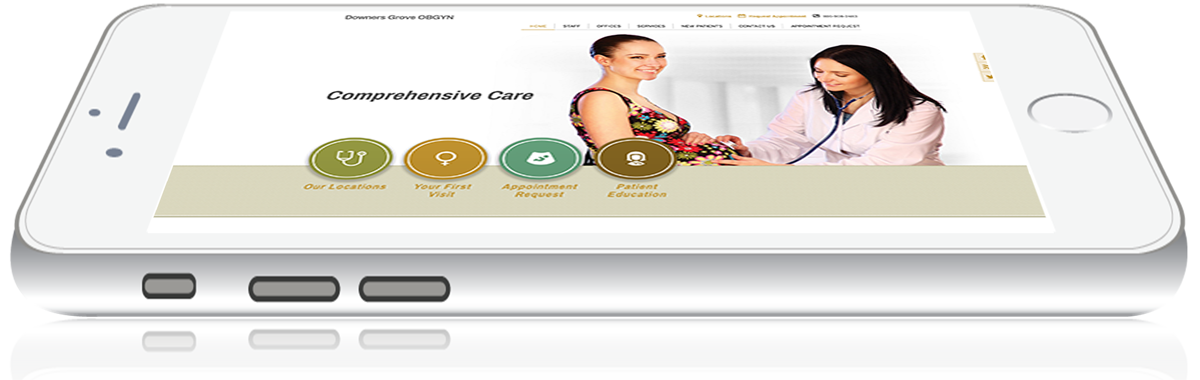 Downers Grove OBGYN
Locations Request Appointment
HOME STAFF OFFICES SERVICES NEW PATIENTS CONTACT US APPOINTMENT REQUEST
Comprehensive Care
Our Locations
Your First
Visit
Appointment
Request
Patient
Education